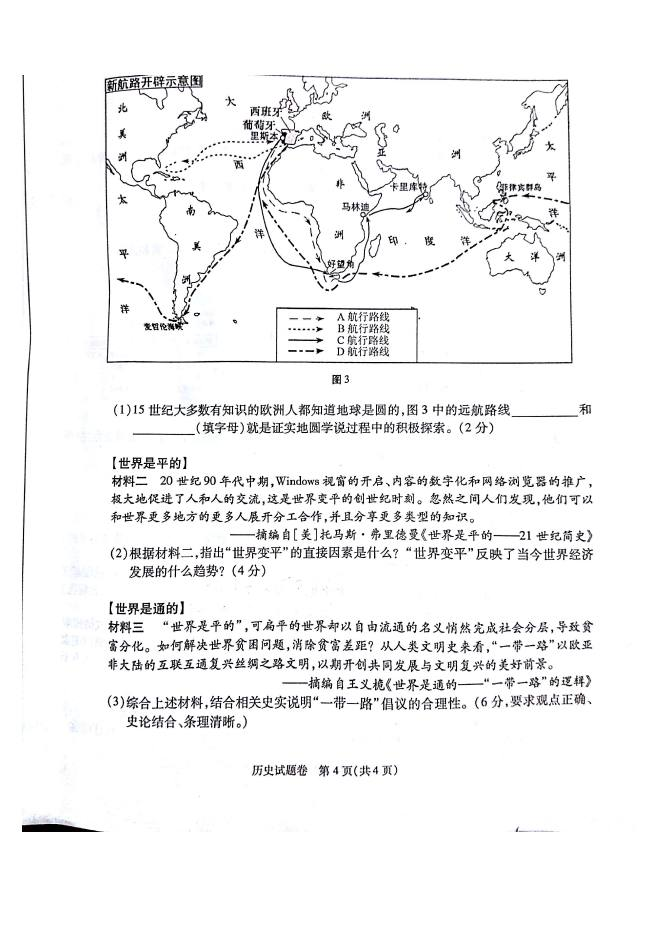 新航路开辟示意图
北美洲
大西洋
西班牙
葡萄牙
里斯本
欧洲
亚洲
太平洋
非洲
卡里库特
菲律宾群岛
马林迪
太平洋
南美洲
印度洋
好望角
大洋洲
麦哲伦海峡
A 航行路线
B 航行路线
C 航行路线
D 航行路线
图3
(1)15 世纪大多数有知识的欧洲人都知道地球是圆的,图 3 中的远航路线________和
________(填字母)就是证实地圆学说过程中的积极探索。(2 分)
【世界是平的】
材料二 20 世纪 90 年代中期,Windows 视窗的开启、内容的数字化和网络浏览器的推广,
极大地促进了人和人的交流,这是世界变平的创世纪时刻。忽然之间人们发现,他们可以
和世界更多地方的更多人展开分工合作,并且分享更多类型的知识。
——摘编自[美]托马斯·弗里德曼《世界是平的——21 世纪简史》
(2)根据材料二,指出“世界变平”的直接因素是什么?“世界变平”反映了当今世界经济
发展的什么趋势?(4 分)
【世界是通的】
材料三 “世界是平的”,可扁平的世界却以自由流通的名义悄然完成社会分层,导致贫
富分化。如何解决世界贫困问题,消除贫富差距?从人类文明史来看,“一带一路”以欧亚
非大陆的互联互通复兴丝绸之路文明,以期开创共同发展与文明复兴的美好前景。
——摘编自王义桅《世界是通的——“一带一路”的逻辑》
(3)综合上述材料,结合相关史实说明“一带一路”倡议的合理性。(6 分,要求观点正确、
史论结合、条理清晰。)
历史试题卷 第 4 页(共 4 页)